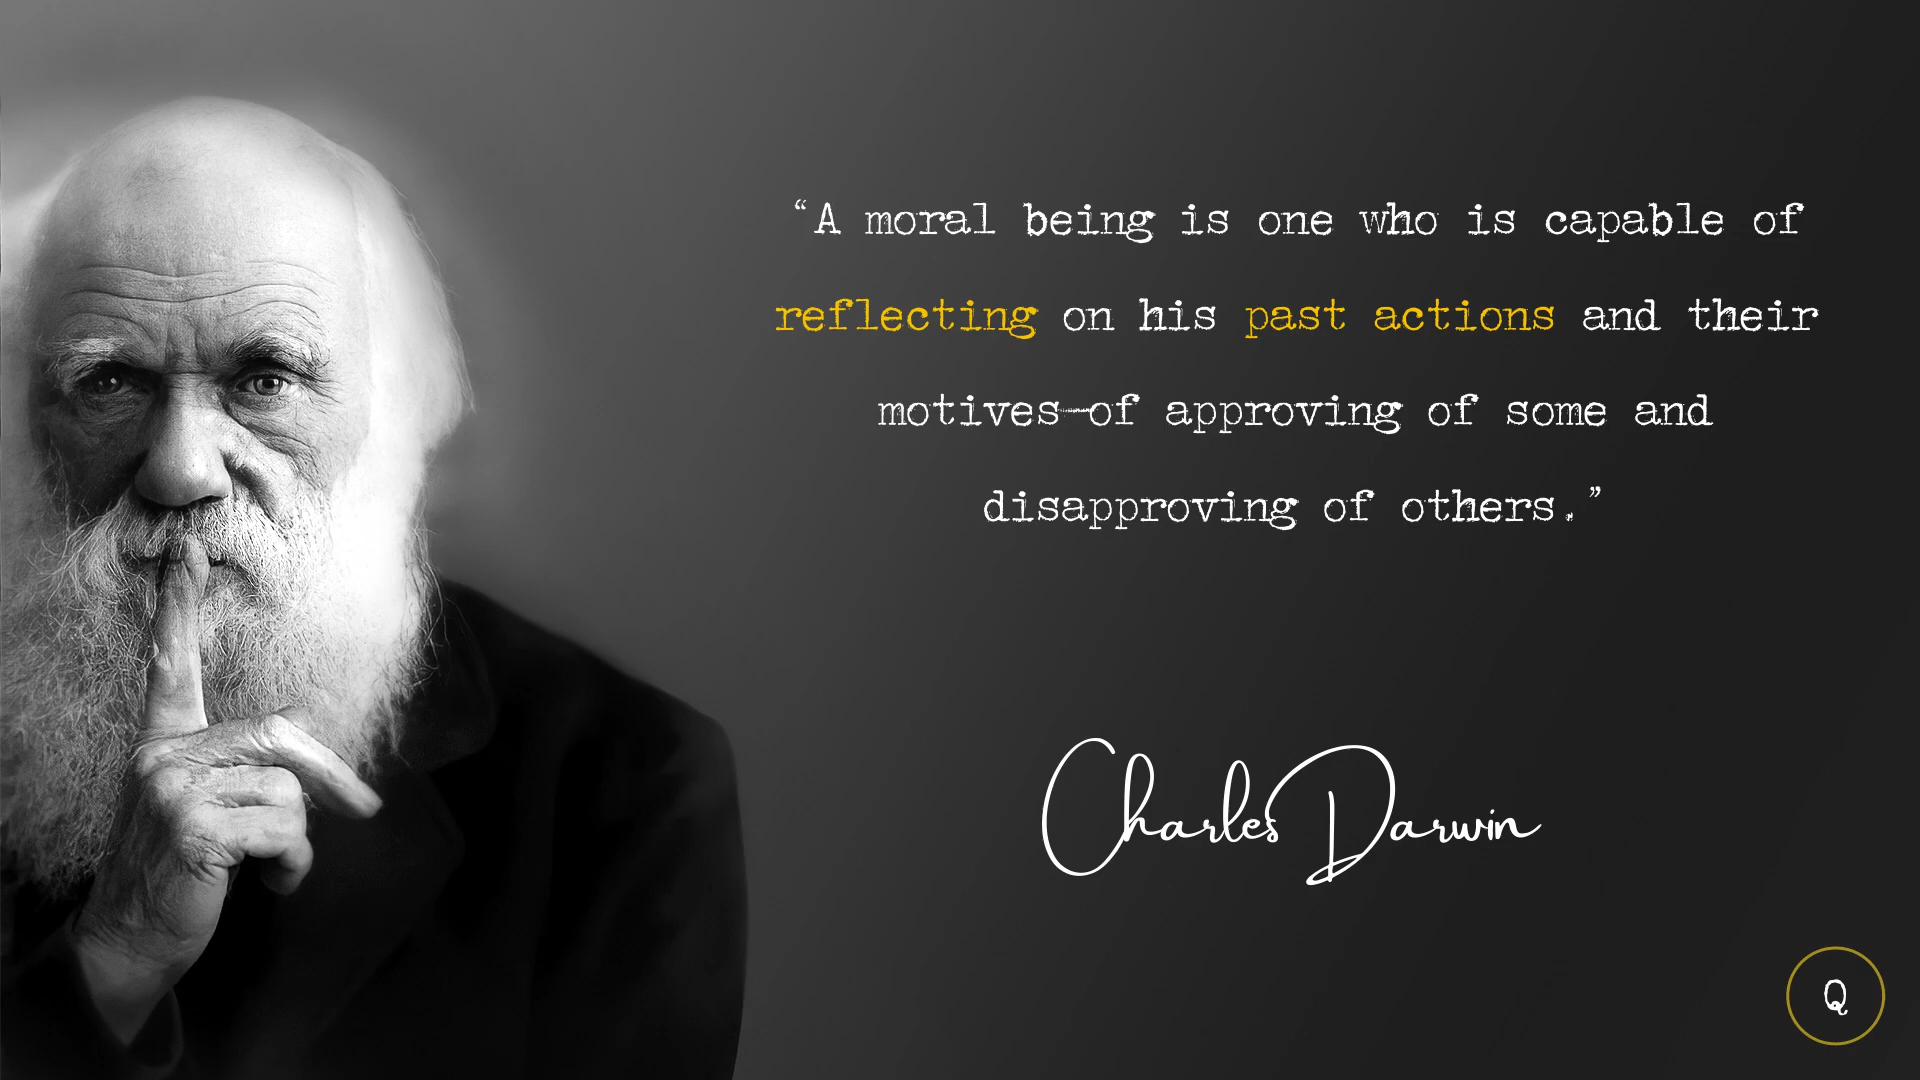 “A moral being is one who is capable of
reflecting on his past actions and their
motives—of approving of some and
disapproving of others.”
Charles Darwin
Q